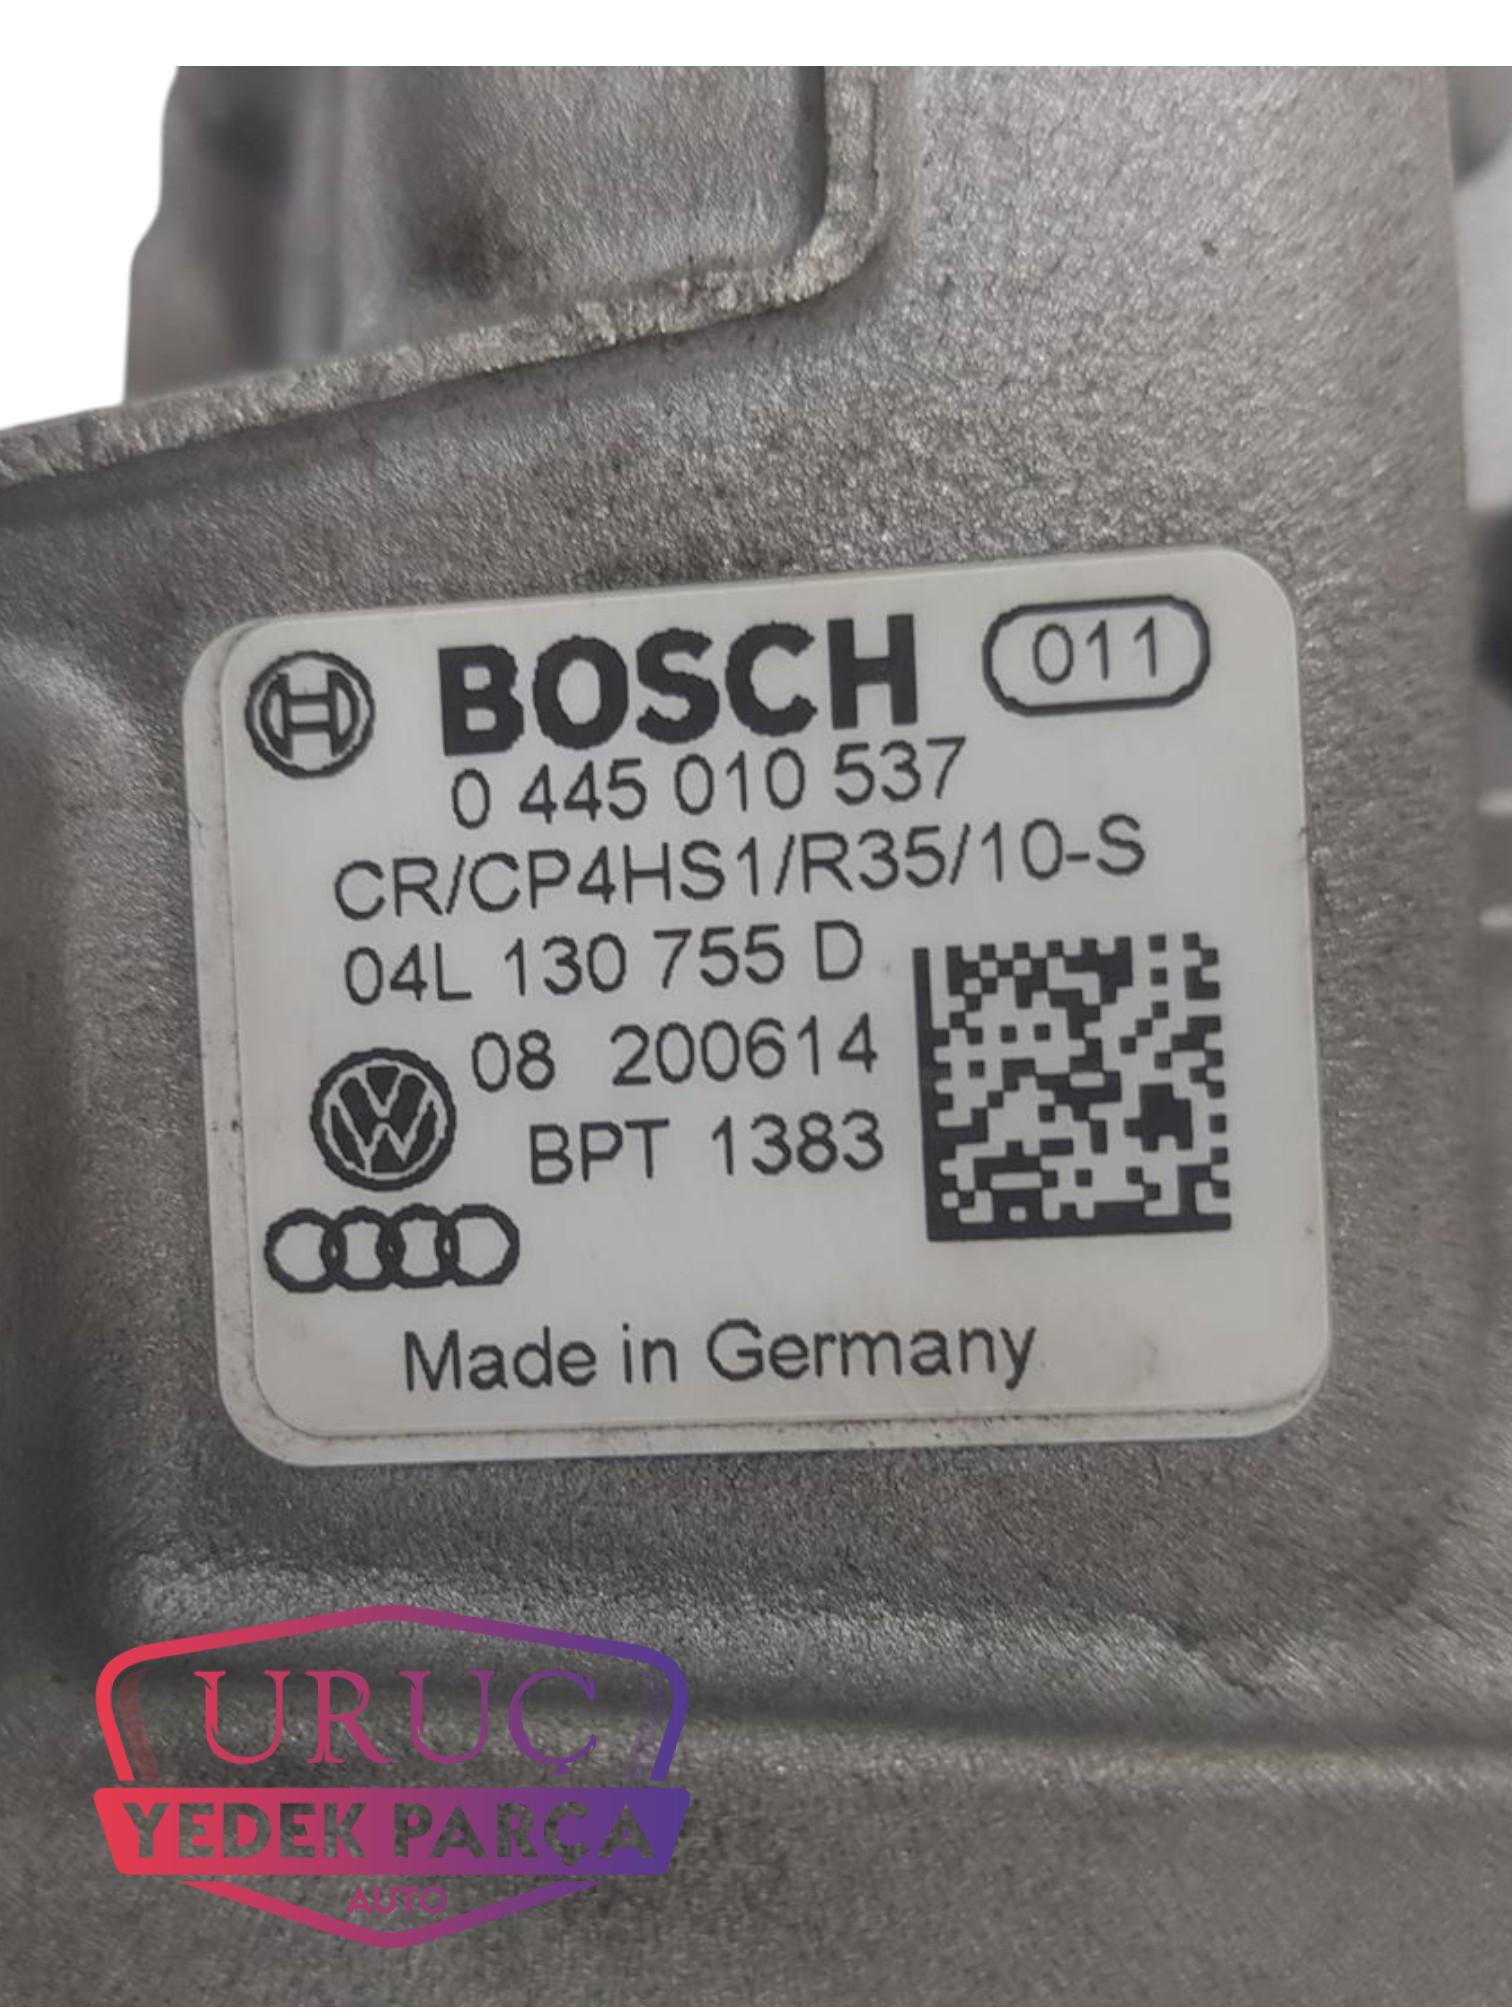 BOSCH 011
0 445 010 537
CR/CP4HS1/R35/10-S
04L 130 755 D
08 200614
BPT 1383
Made in Germany
URUÇ
YEDEK PARÇA
AUTO